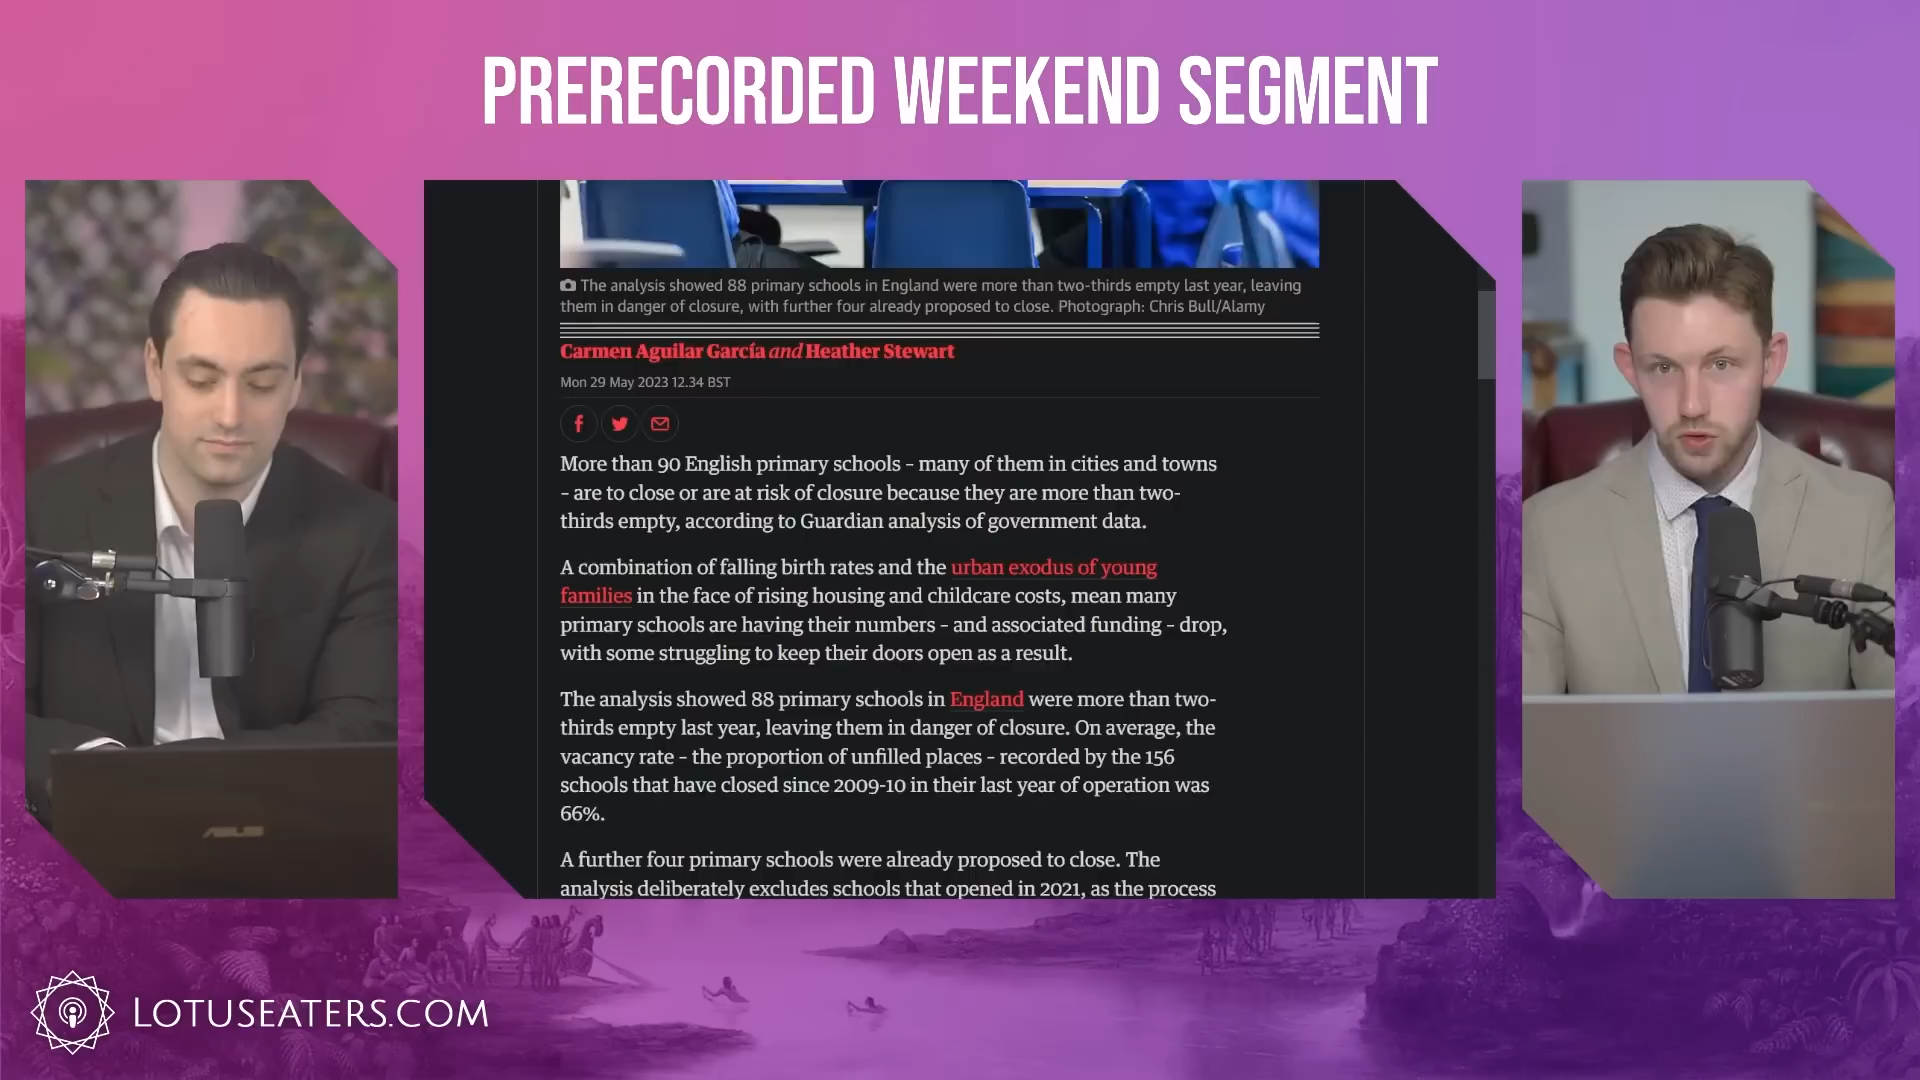 PRERECORDED WEEKEND SEGMENT
The analysis showed 88 primary schools in England were more than two-thirds empty last year, leaving
them in danger of closure, with further four already proposed to close. Photograph: Chris Bull/Alamy
Carmen Aguilar García and Heather Stewart
Mon 29 May 2023 12.34 BST
More than 90 English primary schools – many of them in cities and towns
– are to close or are at risk of closure because they are more than two-
thirds empty, according to Guardian analysis of government data.
A combination of falling birth rates and the urban exodus of young
families in the face of rising housing and childcare costs, mean many
primary schools are having their numbers – and associated funding – drop,
with some struggling to keep their doors open as a result.
The analysis showed 88 primary schools in England were more than two-
thirds empty last year, leaving them in danger of closure. On average, the
vacancy rate – the proportion of unfilled places – recorded by the 156
schools that have closed since 2009-10 in their last year of operation was
66%.
A further four primary schools were already proposed to close. The
analysis deliberately excludes schools that opened in 2021, as the process
ASUS
LOTUSEATERS.COM